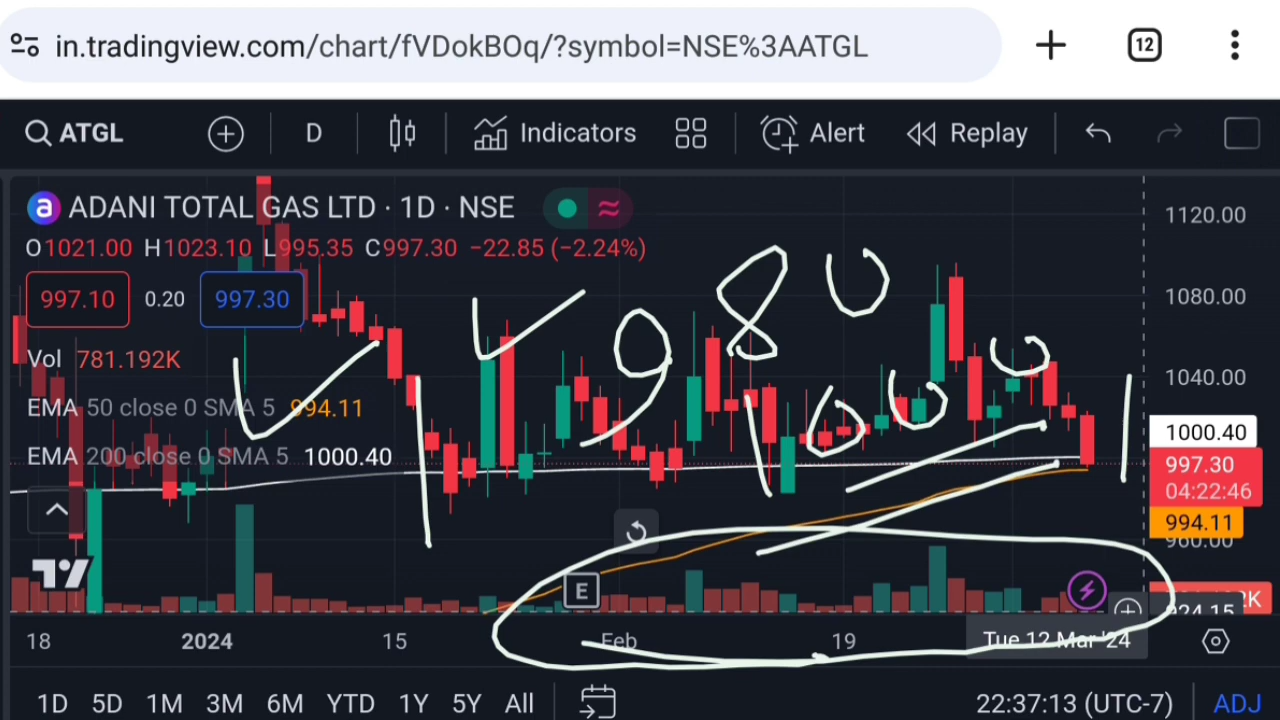 in.tradingview.com/chart/fVDokBOq/?symbol=NSE%3AATGL
12
ATGL D Indicators Alert Replay
ADANI TOTAL GAS LTD · 1D · NSE
O1021.00 H1023.10 L995.35 C997.30 −22.85 (−2.24%)
997.10 0.20 997.30
Vol 781.192K
EMA 50 close 0 SMA 5 994.11
EMA 200 close 0 SMA 5 1000.40
980
1000
1120.00
1080.00
1040.00
1000.40
997.30
04:22:46
994.11
960.00
924.15
E
18 2024 15 Feb 19 Tue 12 Mar '24
1D 5D 1M 3M 6M YTD 1Y 5Y All 22:37:13 (UTC-7) ADJ